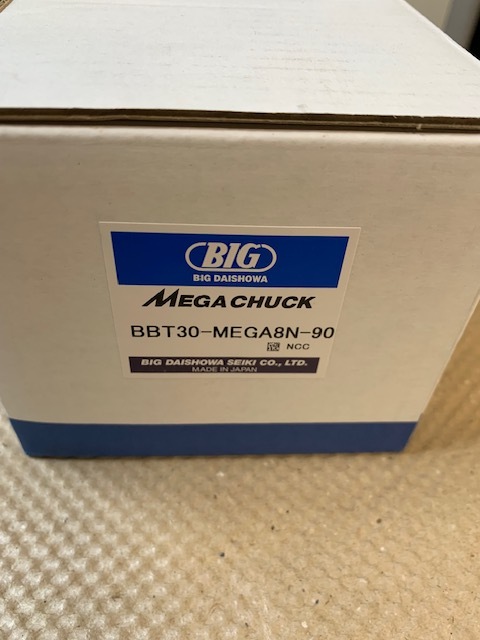 BIG
BIG DAISHOWA
MEGA CHUCK
BBT30-MEGA8N-90
NCC
BIG DAISHOWA SEIKI CO., LTD.
MADE IN JAPAN